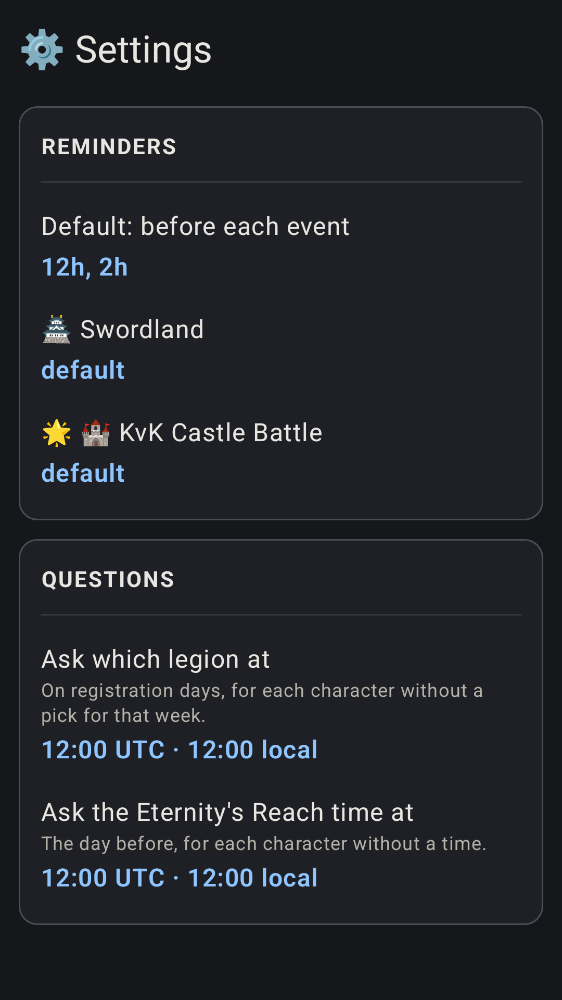 ⚙️ Settings
REMINDERS
Default: before each event
12h, 2h
🏯 Swordland
default
🌟 🏰 KvK Castle Battle
default
QUESTIONS
Ask which legion at
On registration days, for each character without a
pick for that week.
12:00 UTC · 12:00 local
Ask the Eternity's Reach time at
The day before, for each character without a time.
12:00 UTC · 12:00 local